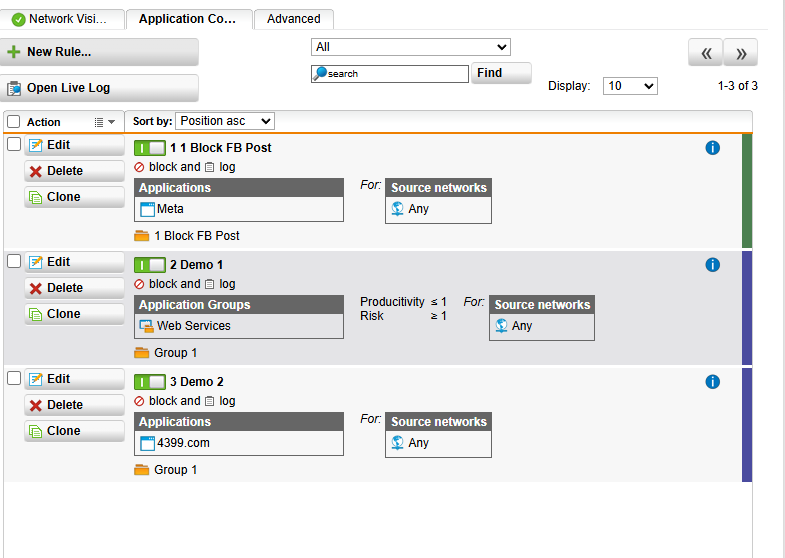 Network Visi...
Application Co...
Advanced
New Rule...
All
« »
Open Live Log
search
Find
Display: 10
1-3 of 3
Action
Sort by: Position asc
Edit
Delete
Clone
1 1 Block FB Post
block and log
Applications
Meta
For:
Source networks
Any
1 Block FB Post
Edit
Delete
Clone
2 Demo 1
block and log
Application Groups
Web Services
Productivity ≤ 1
Risk ≥ 1
For:
Source networks
Any
Group 1
Edit
Delete
Clone
3 Demo 2
block and log
Applications
4399.com
For:
Source networks
Any
Group 1